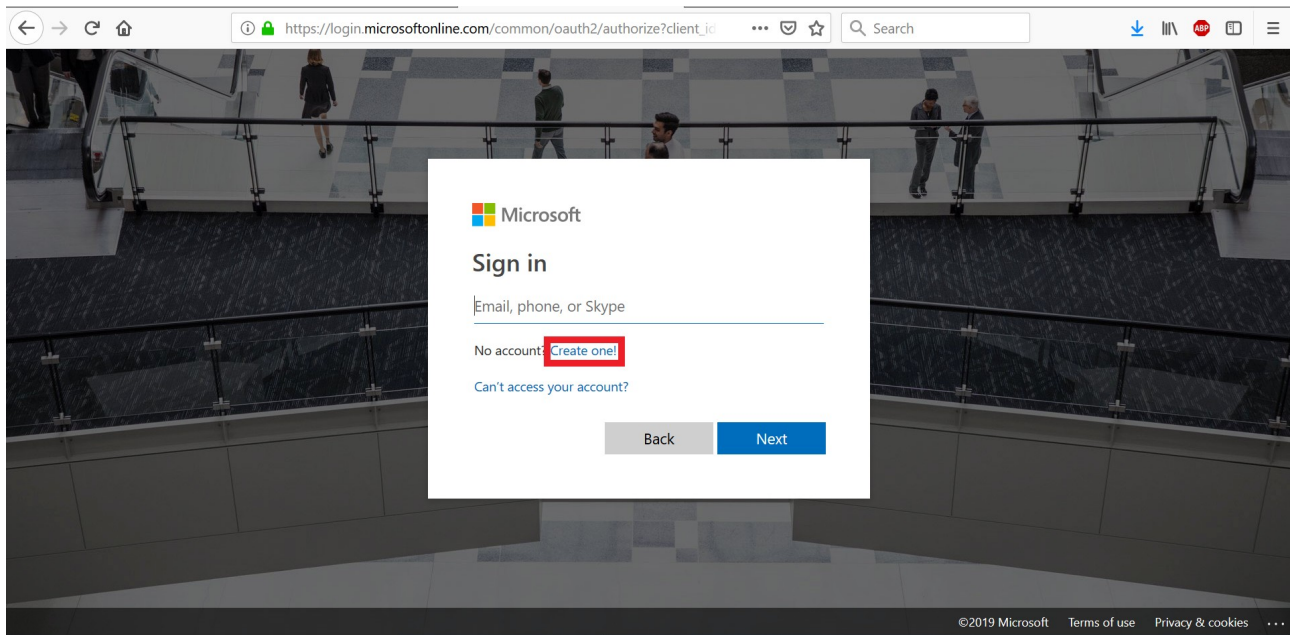 https://login.microsoftonline.com/common/oauth2/authorize?client_id
Search
ABP
Microsoft
Sign in
Email, phone, or Skype
No account? Create one!
Can't access your account?
Back
Next
©2019 Microsoft Terms of use Privacy & cookies ...